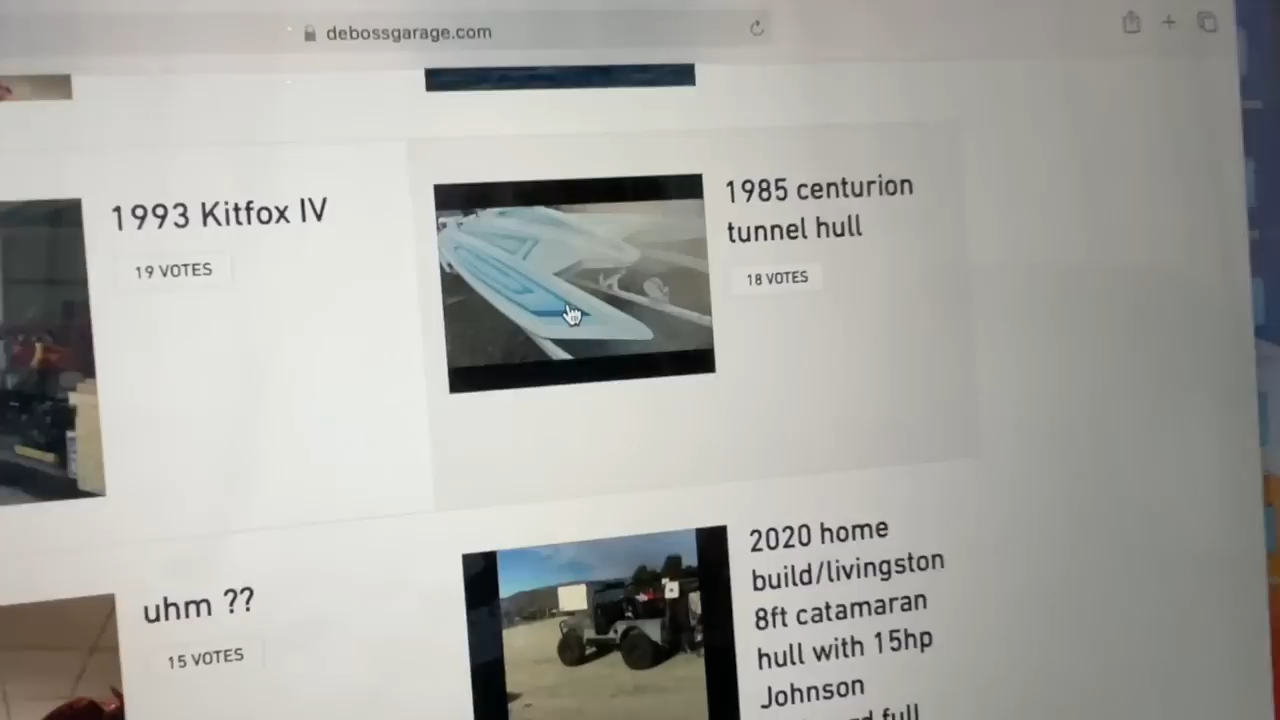 debossgarage.com
1993 Kitfox IV
19 VOTES
1985 centurion
tunnel hull
18 VOTES
uhm ??
15 VOTES
2020 home
build/livingston
8ft catamaran
hull with 15hp
Johnson
full